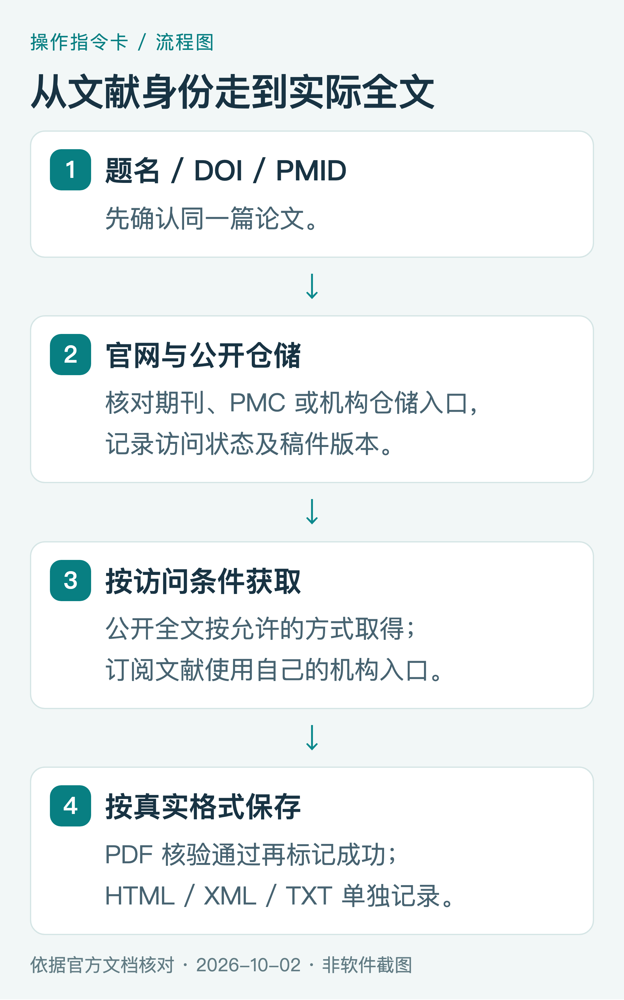 操作指令卡 / 流程图
从文献身份走到实际全文
1 题名 / DOI / PMID
先确认同一篇论文。
↓
2 官网与公开仓储
核对期刊、PMC 或机构仓储入口，
记录访问状态及稿件版本。
↓
3 按访问条件获取
公开全文按允许的方式取得；
订阅文献使用自己的机构入口。
↓
4 按真实格式保存
PDF 核验通过再标记成功；
HTML / XML / TXT 单独记录。
依据官方文档核对 · 2026-10-02 · 非软件截图